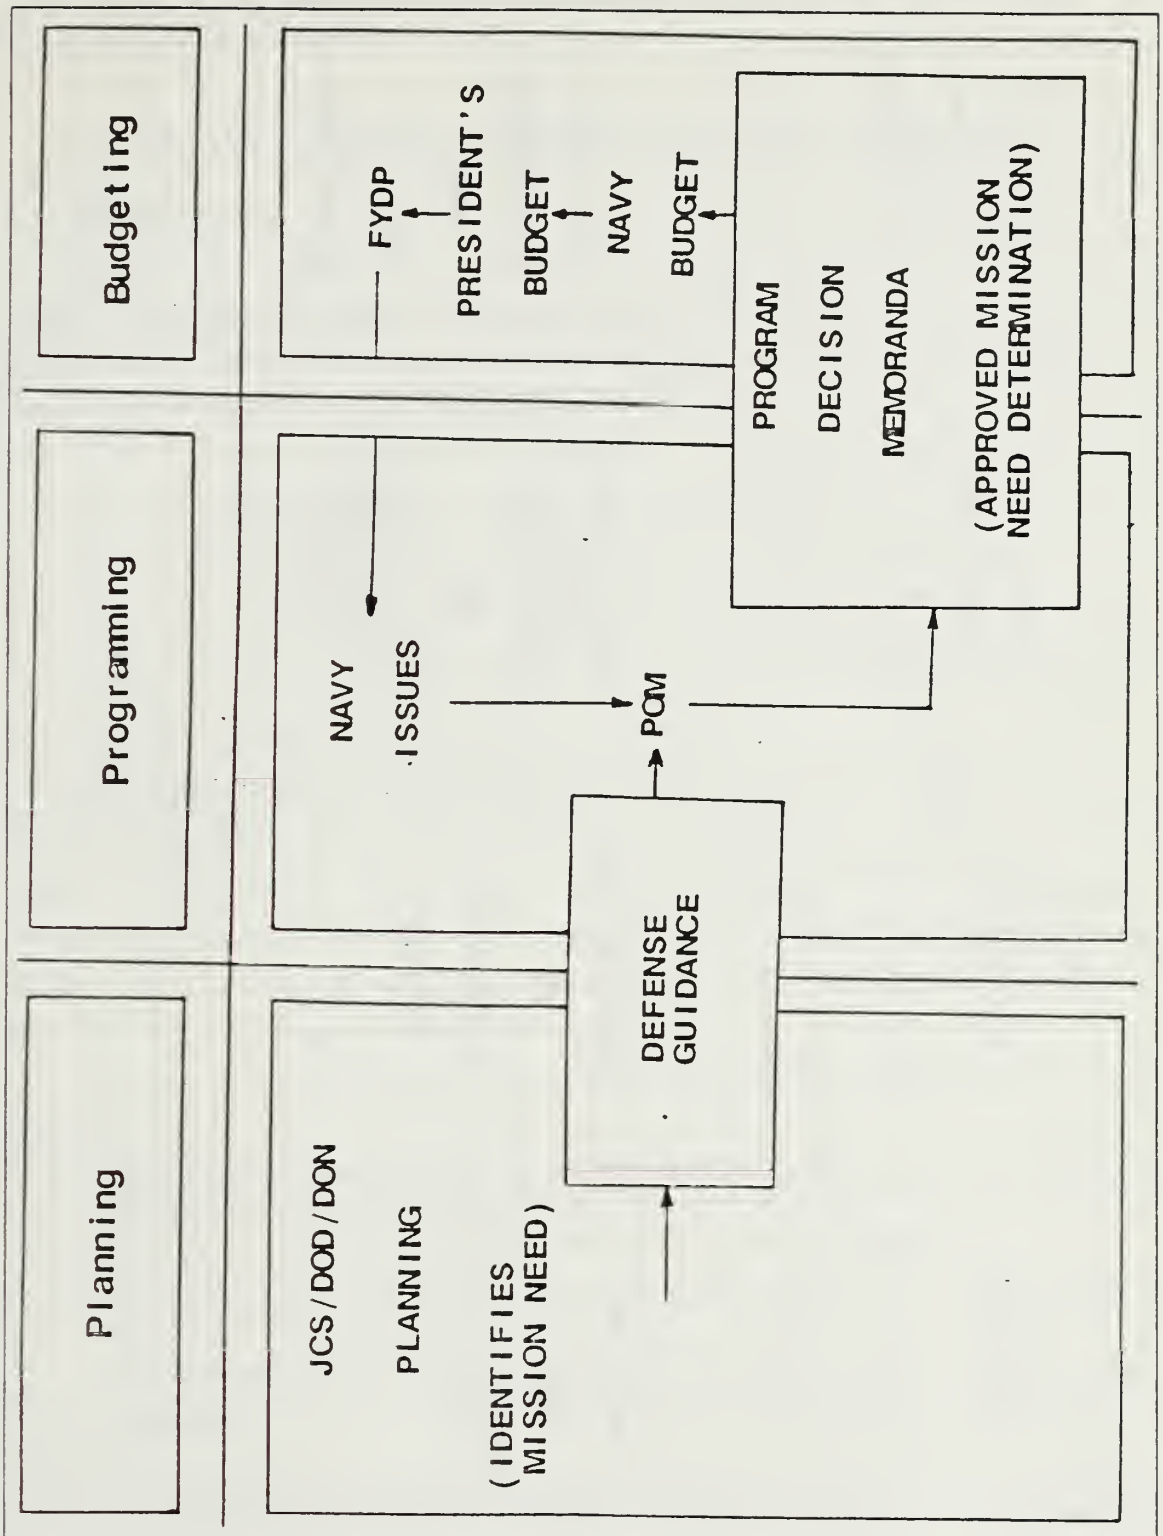 Planning
Programming
Budgeting
JCS/DOD/DON
PLANNING
(IDENTIFIES
MISSION NEED)
DEFENSE
GUIDANCE
NAVY
ISSUES
POM
FYDP
PRESIDENT'S
BUDGET
NAVY
BUDGET
PROGRAM
DECISION
MEMORANDA
(APPROVED MISSION
NEED DETERMINATION)